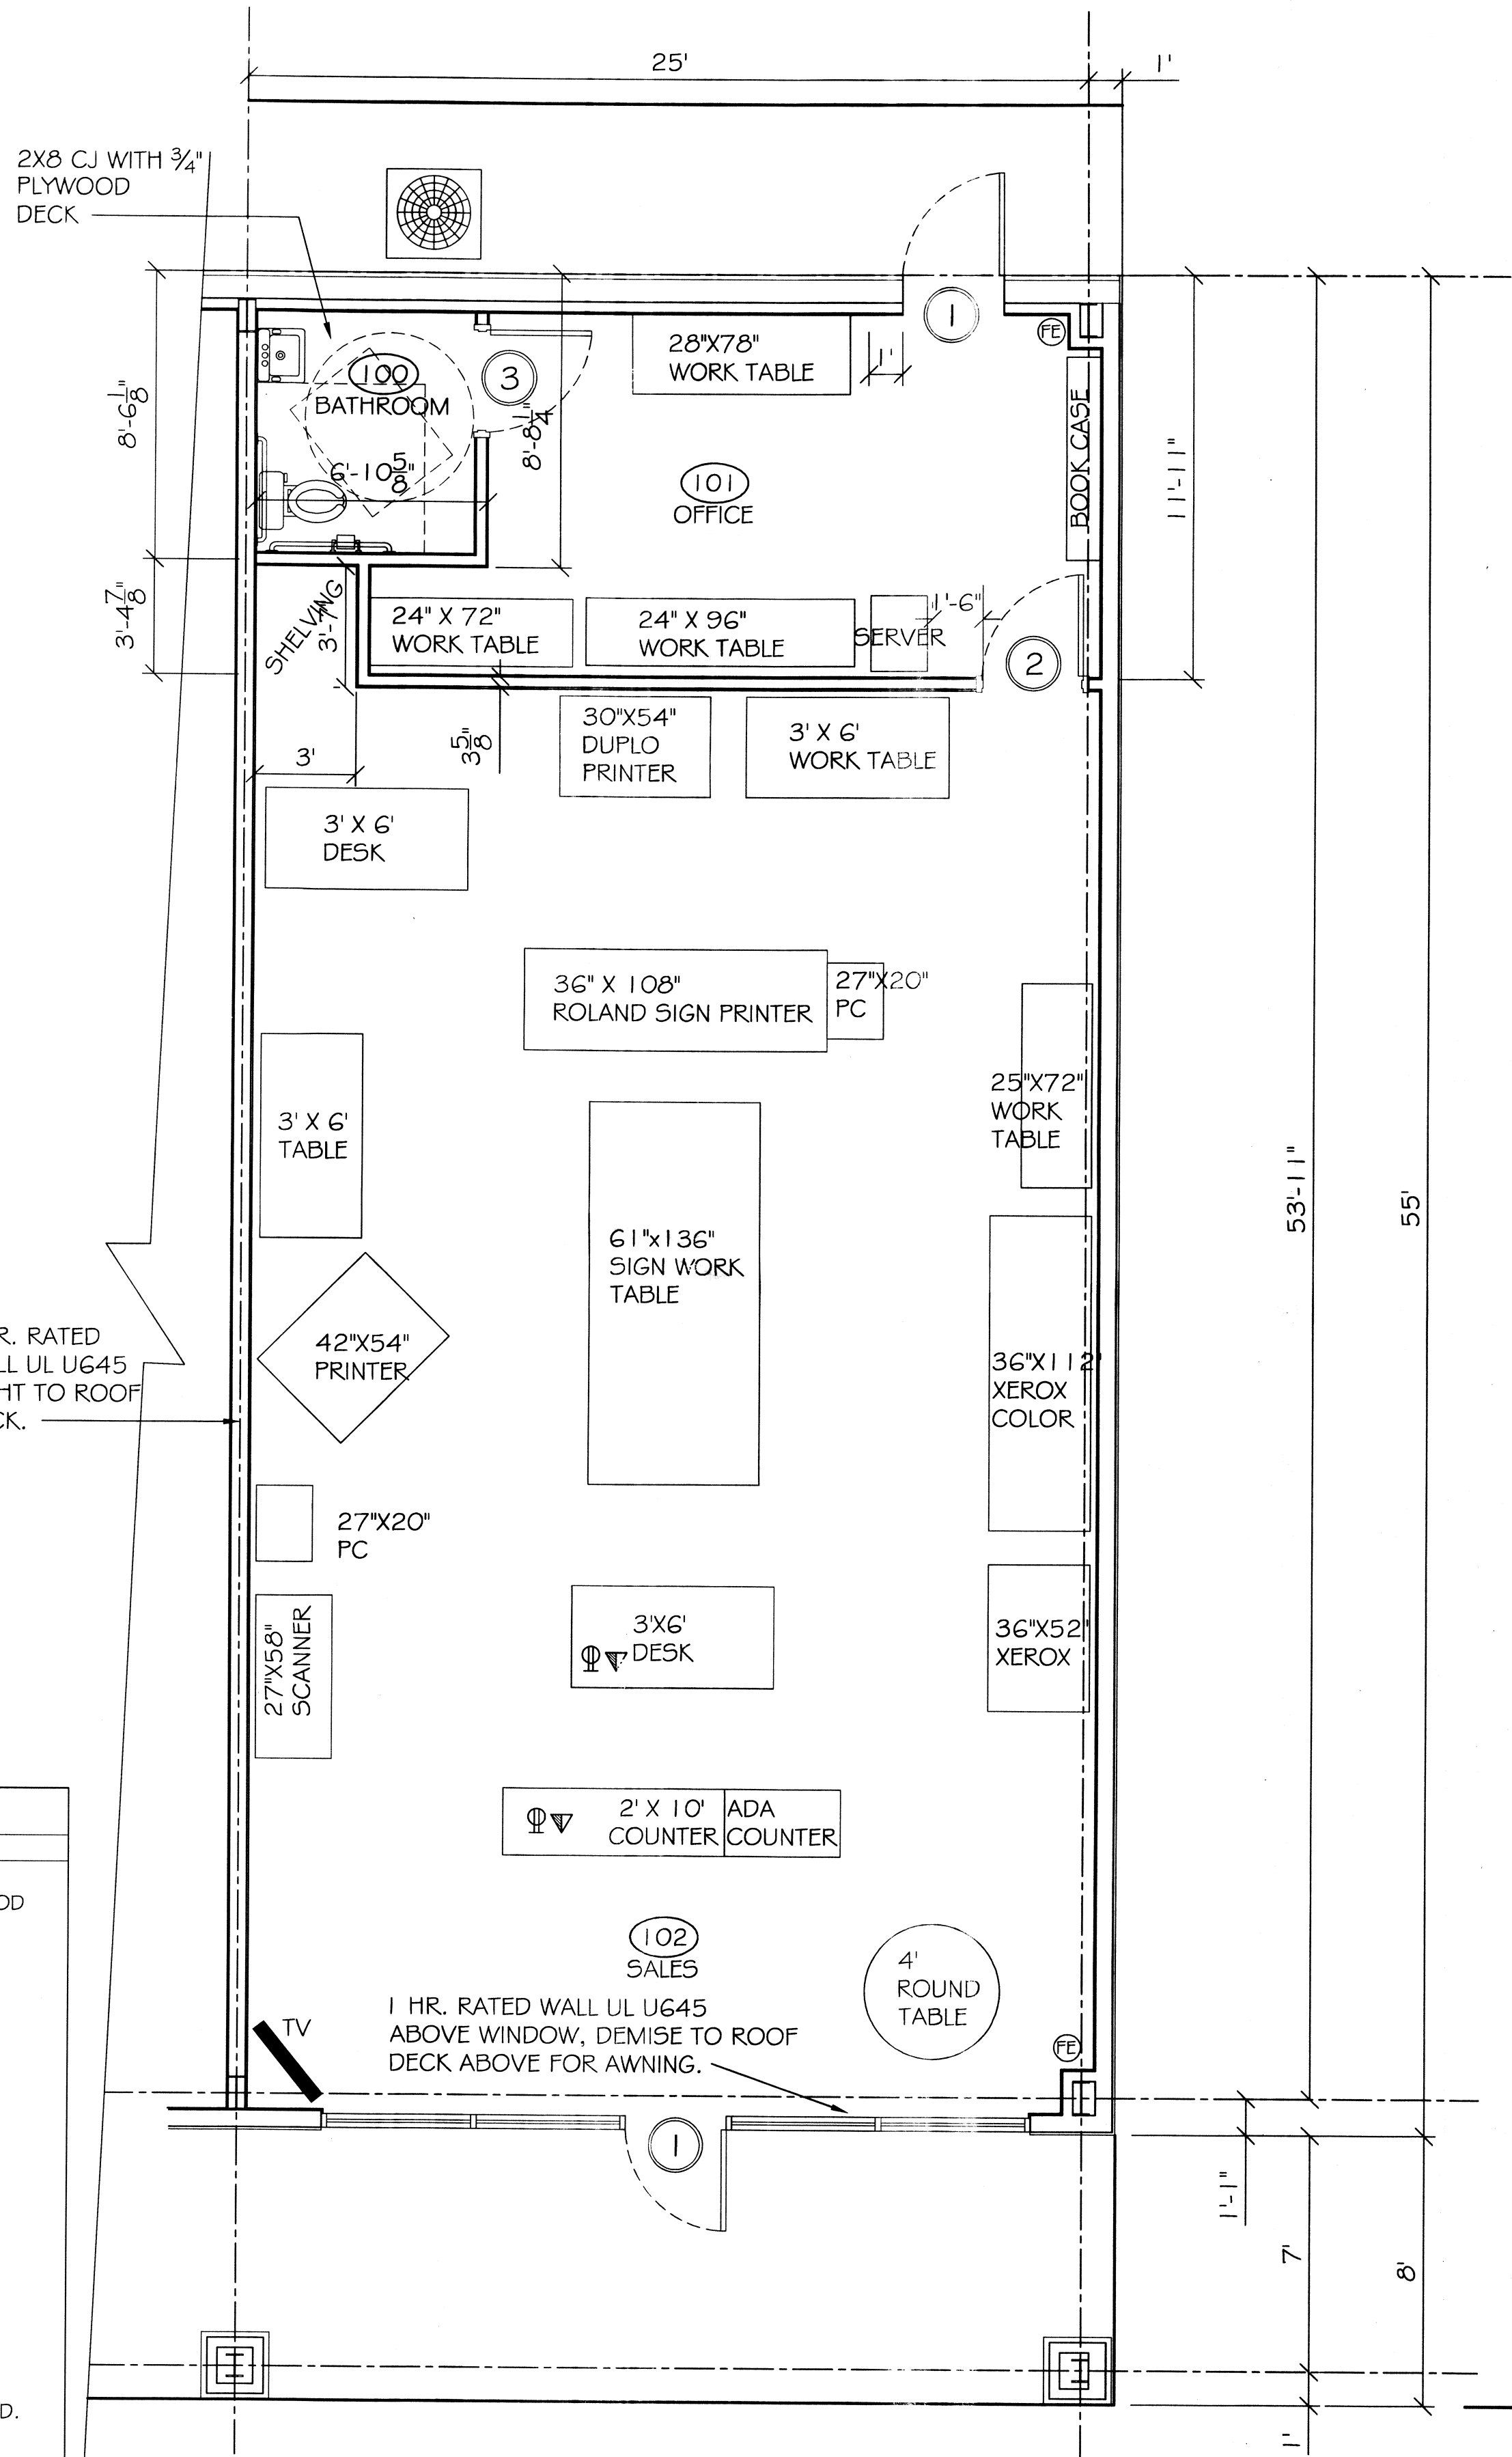 25'
1'
2X8 CJ WITH 3/4"
PLYWOOD
DECK
1
FE
28"X78"
WORK TABLE
1'
3
100
BATHROOM
8'-6 1/8"
8'-8 1/4"
6'-10 5/8"
101
OFFICE
BOOK CASE
11'-11"
3'-4 7/8"
SHELVING
3'-7"
24" X 72"
WORK TABLE
24" X 96"
WORK TABLE
SERVER
1'-6"
2
30"X54"
DUPLO
PRINTER
3' X 6'
WORK TABLE
3 5/8"
3'
3' X 6'
DESK
36" X 108"
ROLAND SIGN PRINTER
27"X20"
PC
25"X72"
WORK
TABLE
3' X 6'
TABLE
53'-11"
55'
61"x136"
SIGN WORK
TABLE
42"X54"
PRINTER
R. RATED
LL UL U645
HT TO ROOF
CK.
36"X112"
XEROX
COLOR
27"X20"
PC
27"X58"
SCANNER
3'X6'
DESK
36"X52"
XEROX
2' X 10'
COUNTER
ADA
COUNTER
OD
102
SALES
4'
ROUND
TABLE
TV
1 HR. RATED WALL UL U645
ABOVE WINDOW, DEMISE TO ROOF
DECK ABOVE FOR AWNING.
FE
1
1'-1"
7'
8'
D.
1'